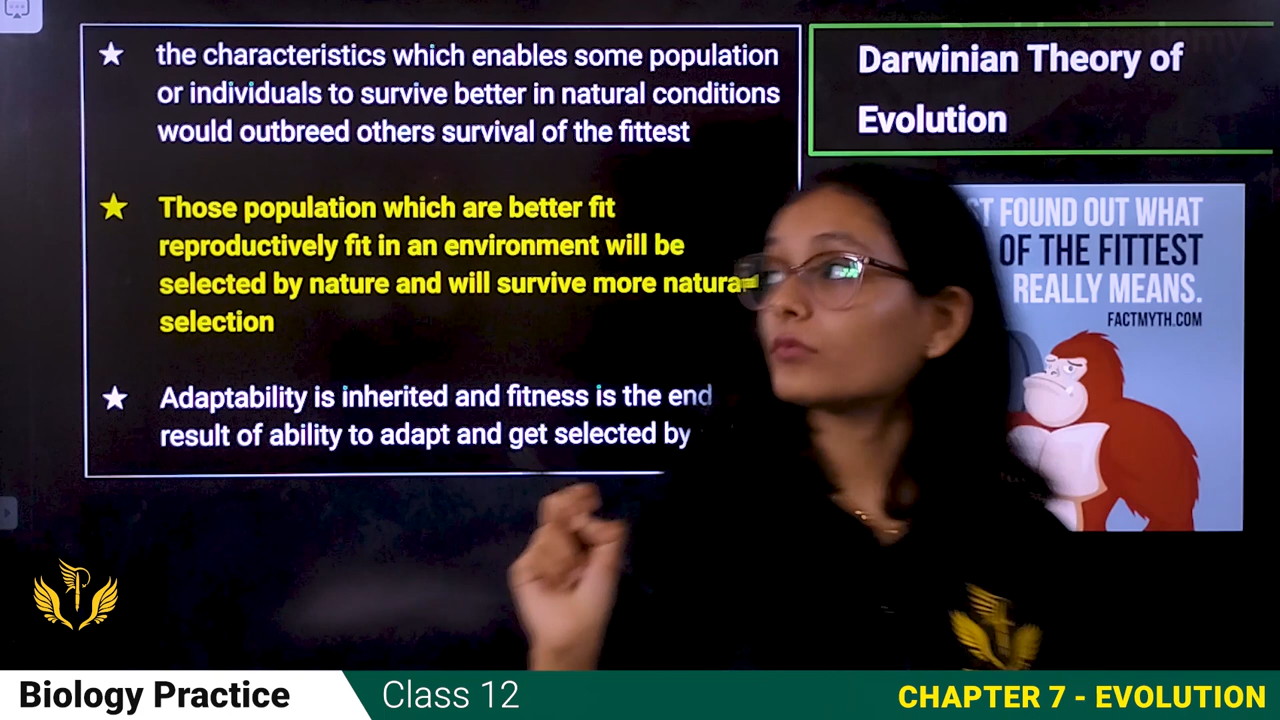 the characteristics which enables some population
or individuals to survive better in natural conditions
would outbreed others survival of the fittest
Those population which are better fit
reproductively fit in an environment will be
selected by nature and will survive more
selection
Adaptability is inherited and fitness is the end
result of ability to adapt and get selected by
Darwinian Theory of
Evolution
FOUND OUT WHAT
OF THE FITTEST
REALLY MEANS.
FACTMYTH.COM
Biology Practice
Class 12
CHAPTER 7 - EVOLUTION